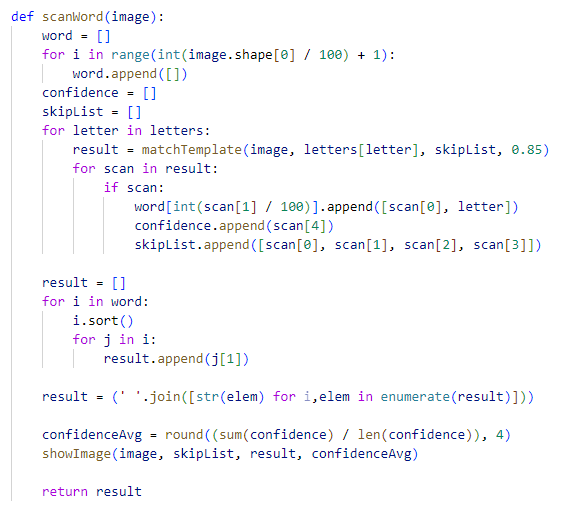 def scanWord(image):
    word = []
    for i in range(int(image.shape[0] / 100) + 1):
        word.append([])
    confidence = []
    skipList = []
    for letter in letters:
        result = matchTemplate(image, letters[letter], skipList, 0.85)
        for scan in result:
            if scan:
                word[int(scan[1] / 100)].append([scan[0], letter])
                confidence.append(scan[4])
                skipList.append([scan[0], scan[1], scan[2], scan[3]])

    result = []
    for i in word:
        i.sort()
        for j in i:
            result.append(j[1])

    result = (' '.join([str(elem) for i,elem in enumerate(result)]))

    confidenceAvg = round((sum(confidence) / len(confidence)), 4)
    showImage(image, skipList, result, confidenceAvg)

    return result